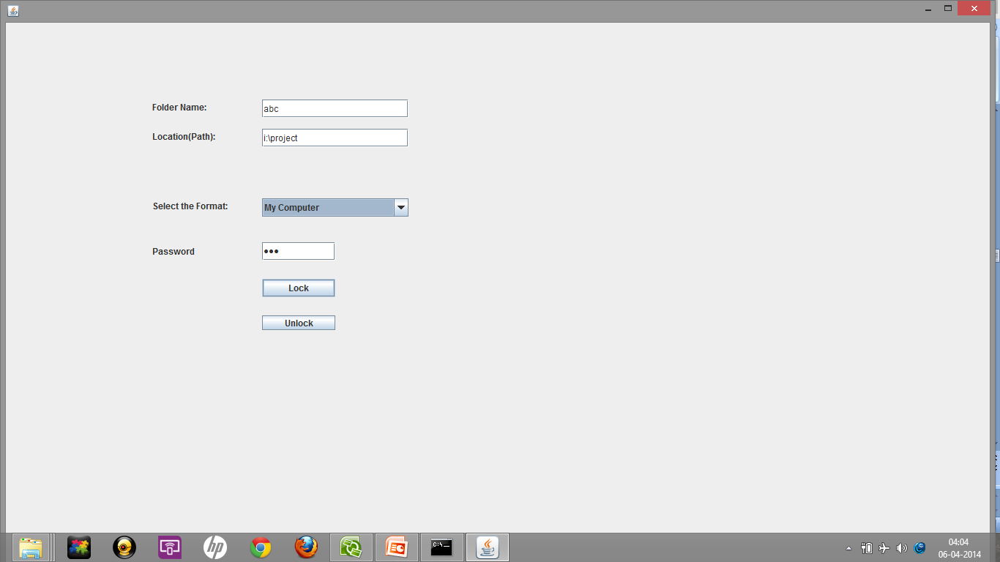 Folder Name: abc
Location(Path): i:\project
Select the Format: My Computer
Password •••
Lock
Unlock
hp
C:\_
04:04
06-04-2014